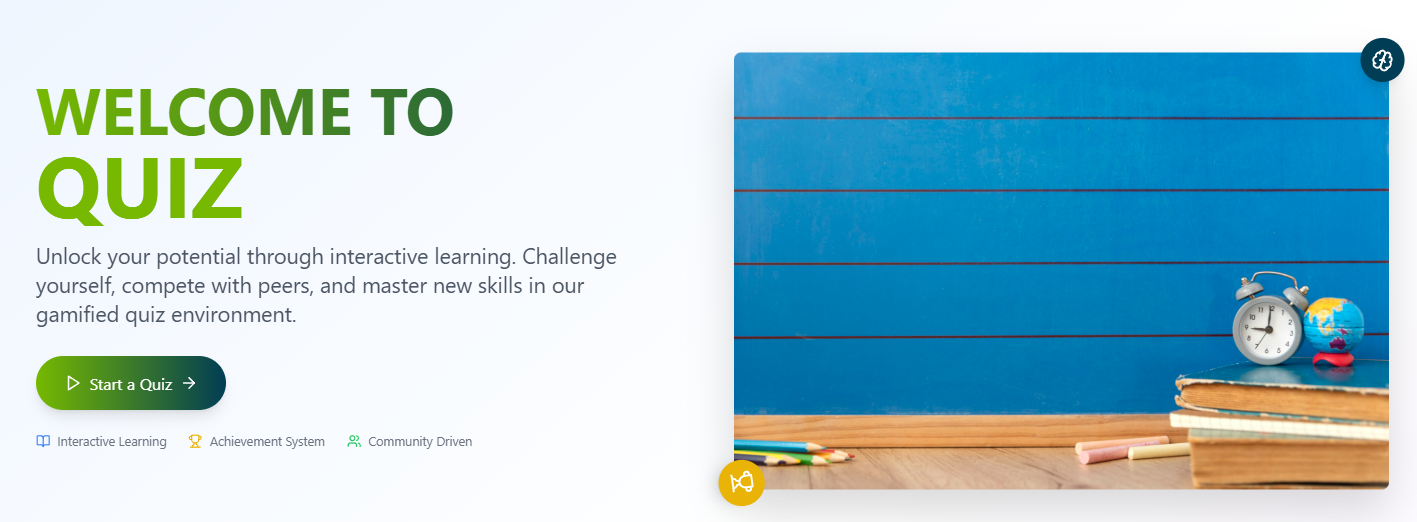 WELCOME TO
QUIZ
Unlock your potential through interactive learning. Challenge
yourself, compete with peers, and master new skills in our
gamified quiz environment.
Start a Quiz
Interactive Learning Achievement System Community Driven